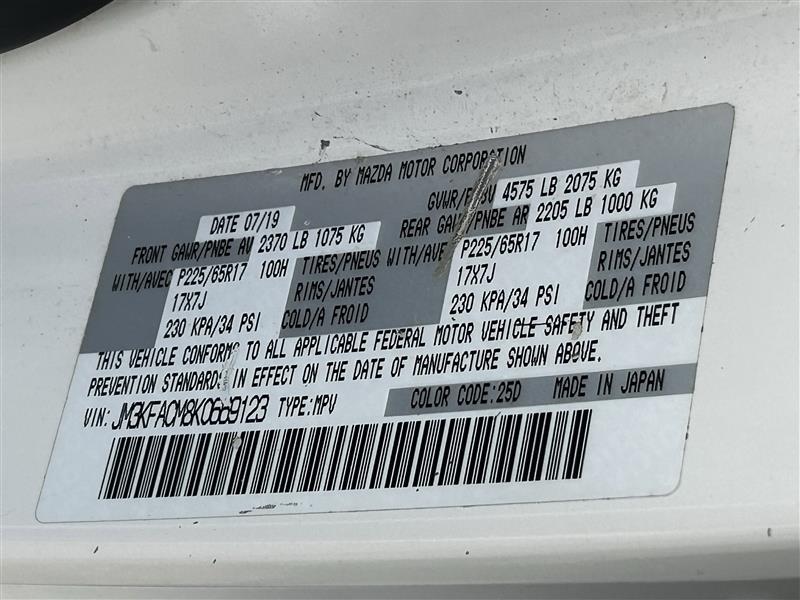 MFD. BY MAZDA MOTOR CORPORATION
DATE 07/19
GVWR/PNBV 4575 LB 2075 KG
FRONT GAWR/PNBE AV 2370 LB 1075 KG
REAR GAWR/PNBE AR 2205 LB 1000 KG
WITH/AVEC P225/65R17 100H TIRES/PNEUS
17X7J RIMS/JANTES
230 KPA/34 PSI COLD/A FROID
WITH/AVEC P225/65R17 100H TIRES/PNEUS
17X7J RIMS/JANTES
230 KPA/34 PSI COLD/A FROID
THIS VEHICLE CONFORMS TO ALL APPLICABLE FEDERAL MOTOR VEHICLE SAFETY AND THEFT
PREVENTION STANDARDS IN EFFECT ON THE DATE OF MANUFACTURE SHOWN ABOVE.
VIN: JM3KFACM8K0669123 TYPE:MPV
COLOR CODE:25D MADE IN JAPAN